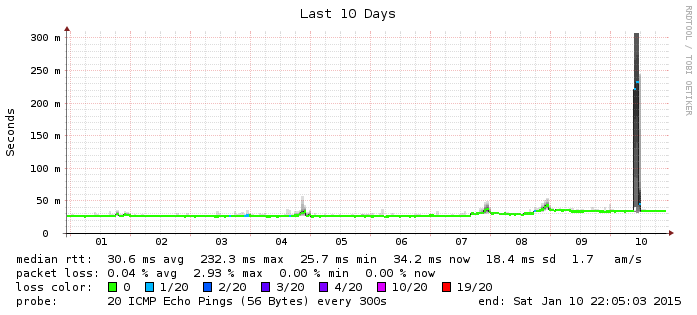 Last 10 Days
RRDTOOL / TOBI OETIKER
Seconds
300 m
250 m
200 m
150 m
100 m
50 m
0
01 02 03 04 05 06 07 08 09 10
median rtt: 30.6 ms avg 232.3 ms max 25.7 ms min 34.2 ms now 18.4 ms sd 1.7 am/s
packet loss: 0.04 % avg 2.93 % max 0.00 % min 0.00 % now
loss color: 0 1/20 2/20 3/20 4/20 10/20 19/20
probe: 20 ICMP Echo Pings (56 Bytes) every 300s end: Sat Jan 10 22:05:03 2015